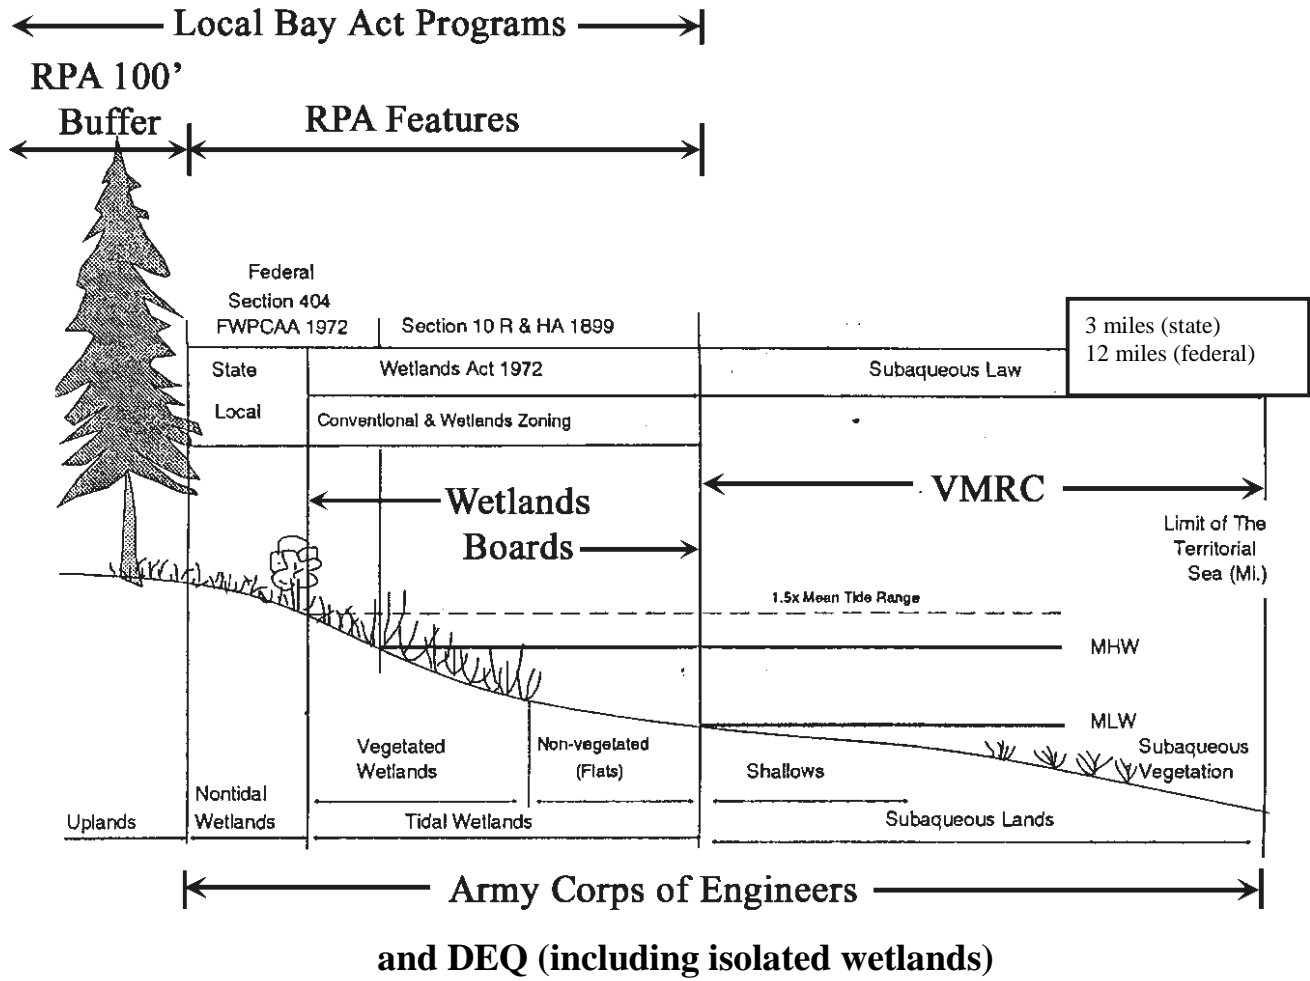 Local Bay Act Programs
RPA 100’
Buffer
RPA Features
Federal
Section 404
FWPCAA 1972
Section 10 R & HA 1899
3 miles (state)
12 miles (federal)
State
Wetlands Act 1972
Subaqueous Law
Local
Conventional & Wetlands Zoning
Wetlands
Boards
VMRC
Limit of The
Territorial
Sea (Mi.)
1.5x Mean Tide Range
MHW
MLW
Vegetated
Wetlands
Non-vegetated
(Flats)
Shallows
Subaqueous
Vegetation
Uplands
Nontidal
Wetlands
Tidal Wetlands
Subaqueous Lands
Army Corps of Engineers
and DEQ (including isolated wetlands)